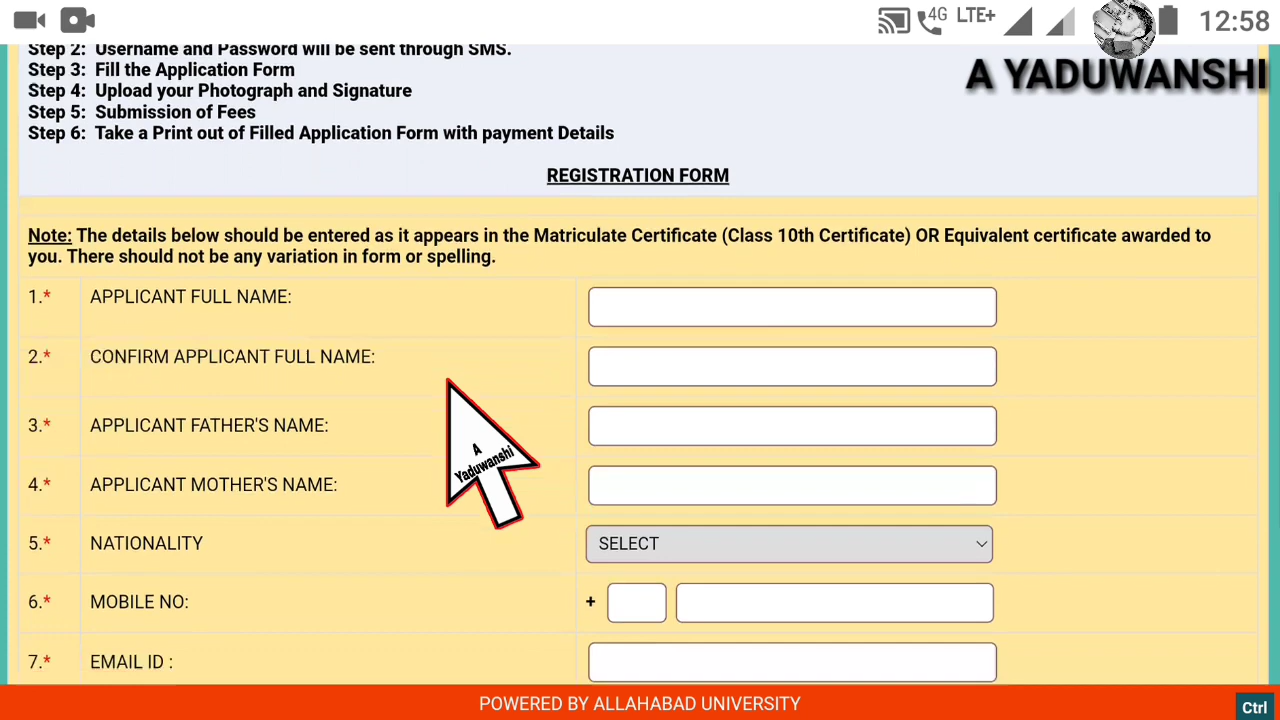 4G LTE+ 12:58
A YADUWANSHI
Step 2: Username and Password will be sent through SMS.
Step 3: Fill the Application Form
Step 4: Upload your Photograph and Signature
Step 5: Submission of Fees
Step 6: Take a Print out of Filled Application Form with payment Details
REGISTRATION FORM
Note: The details below should be entered as it appears in the Matriculate Certificate (Class 10th Certificate) OR Equivalent certificate awarded to
you. There should not be any variation in form or spelling.
1.* APPLICANT FULL NAME:
2.* CONFIRM APPLICANT FULL NAME:
3.* APPLICANT FATHER'S NAME:
A
Yaduwanshi
4.* APPLICANT MOTHER'S NAME:
5.* NATIONALITY SELECT
6.* MOBILE NO: +
7.* EMAIL ID :
POWERED BY ALLAHABAD UNIVERSITY
Ctrl